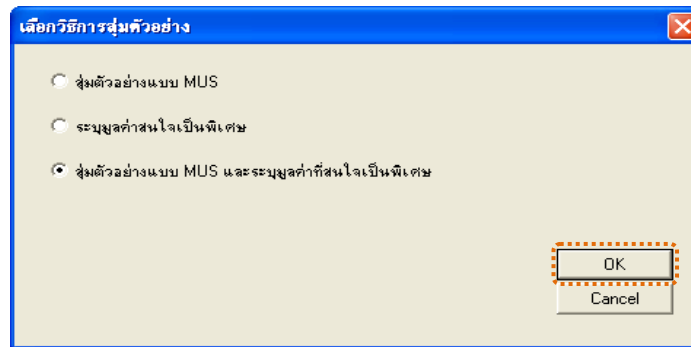 เลือกวิธีการสุ่มตัวอย่าง
สุ่มตัวอย่างแบบ MUS
ระบุมูลค่าสนใจเป็นพิเศษ
สุ่มตัวอย่างแบบ MUS และระบุมูลค่าที่สนใจเป็นพิเศษ
OK
Cancel